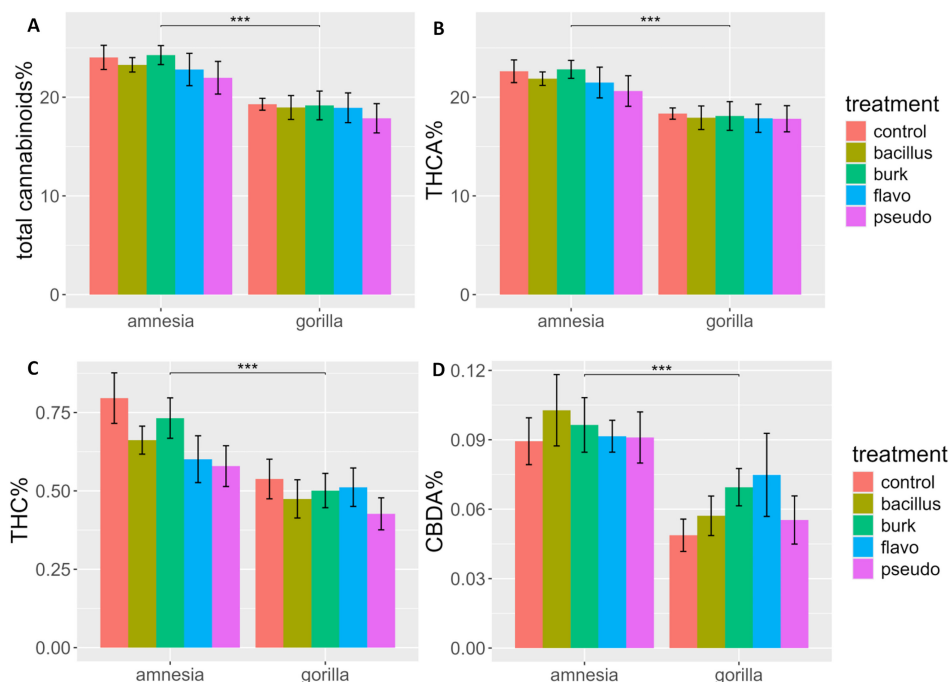 A
***
total cannabinoids%
20
10
0
amnesia
gorilla
B
***
THCA%
20
10
0
amnesia
gorilla
treatment
control
bacillus
burk
flavo
pseudo
C
***
THC%
0.75
0.50
0.25
0.00
amnesia
gorilla
D
***
CBDA%
0.12
0.09
0.06
0.03
0.00
amnesia
gorilla
treatment
control
bacillus
burk
flavo
pseudo